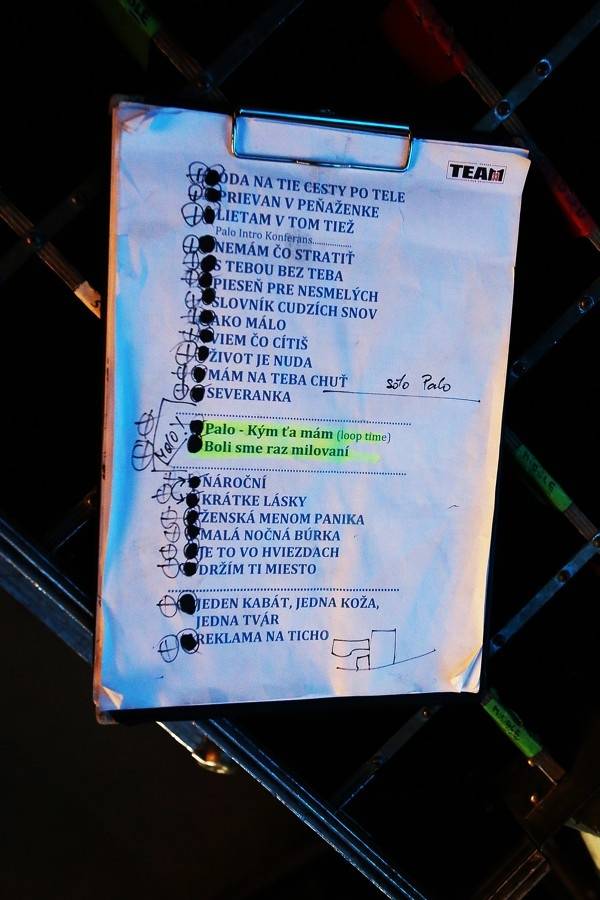 TEAM
ÓDA NA TIE CESTY PO TELE
PRIEVAN V PEŇAŽENKE
LIETAM V TOM TIEŽ
Palo Intro Konferans
NEMÁM ČO STRATIŤ
S TEBOU BEZ TEBA
PIESEŇ PRE NESMELÝCH
SLOVNÍK CUDZÍCH SNOV
AKO MÁLO
VIEM ČO CÍTIŠ
ŽIVOT JE NUDA
MÁM NA TEBA CHUŤ sólo Palo
SEVERANKA
Palo - Kým ťa mám (loop time)
Boli sme raz milovaní
NÁROČNÍ
KRÁTKE LÁSKY
ŽENSKÁ MENOM PANIKA
MALÁ NOČNÁ BÚRKA
JE TO VO HVIEZDACH
DRŽÍM TI MIESTO
JEDEN KABÁT, JEDNA KOŽA,
JEDNA TVÁR
REKLAMA NA TICHO